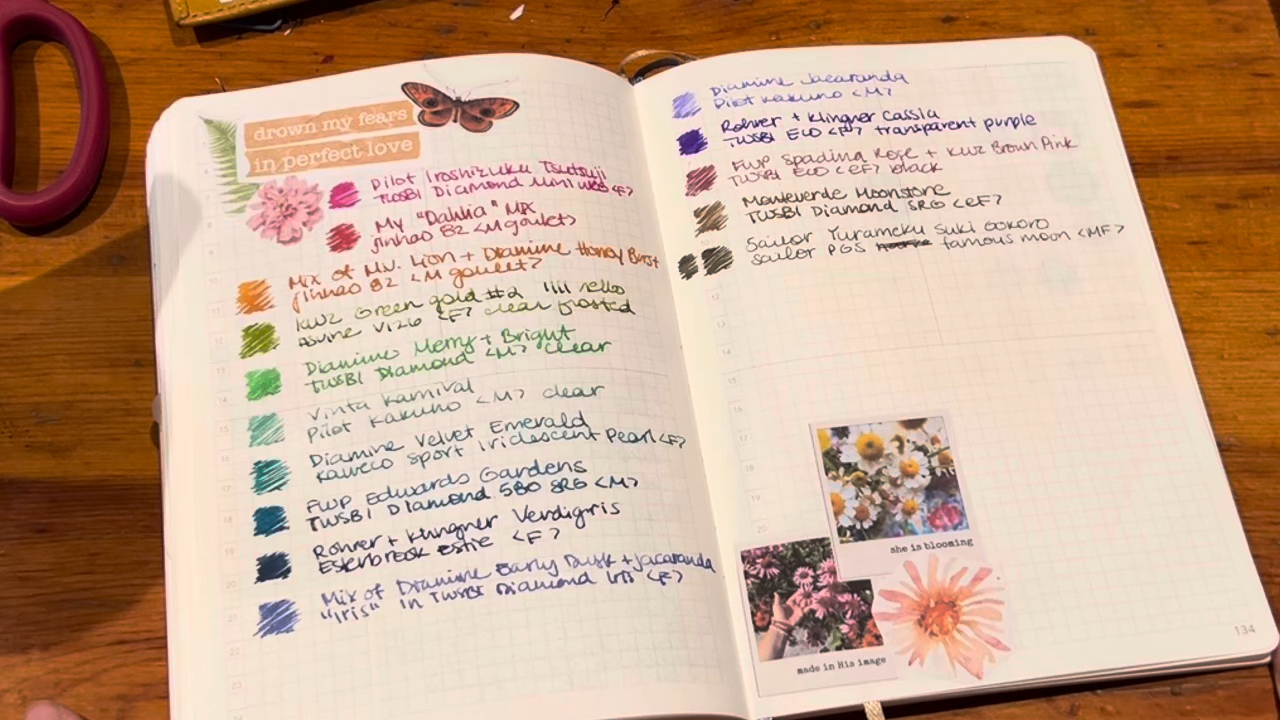 drown my fears
in perfect love
Pilot Iroshizuku Tsutsuji
TWSBI Diamond Mini <F>
My "Dahlia" Mix
Jinhao 82 <M goulet>
Mix of Mv. Lion + Diamine Honey Burst
Jinhao 82 <M goulet>
KWZ Green gold #2 hello
Asvine V126 <F> clear frosted
Diamine Merry + Bright
TWSBI Diamond <M> clear
Vinta Karnival
Pilot Kakuno <M> clear
Diamine Velvet Emerald
Kaweco Sport Iridescent Pearl <F>
FWP Edwards Gardens
TWSBI Diamond 580 SRG <M>
Rohrer + Klingner Verdigris
Esterbrook Estie <F>
Mix of Diamine Early Dusk + Jacaranda
"Iris" in TWSBI Diamond <F>
Diamine Jacaranda
Pilot Kakuno <M>
Rohrer + Klingner Cassia
TWSBI ECO <F> transparent purple
FWP Spadina Rose + KWZ Brown Pink
TWSBI ECO <EF> black
Monteverde Moonstone
TWSBI Diamond SRG <EF>
Sailor Yurameku Suki Gokoro
Sailor PGS famous moon <MF>
she is blooming
made in His image
134